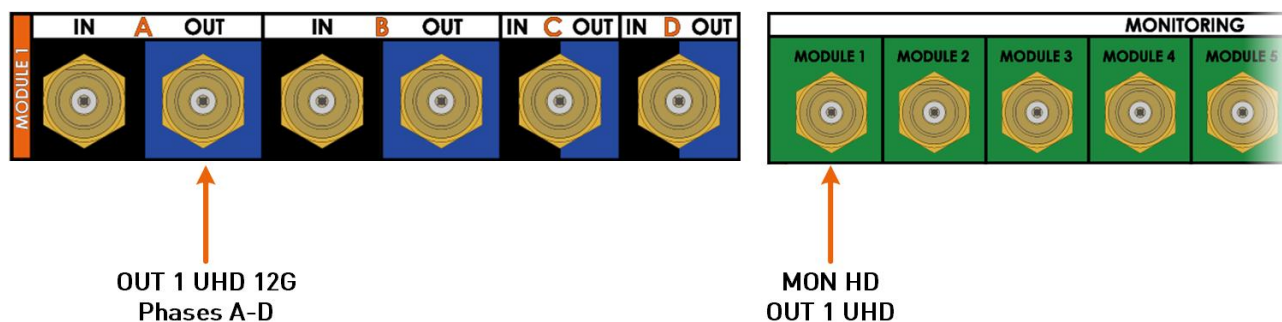 IN A OUT IN B OUT IN C OUT IN D OUT
MODULE 1
MONITORING
MODULE 1 MODULE 2 MODULE 3 MODULE 4 MODULE 5
OUT 1 UHD 12G
Phases A-D
MON HD
OUT 1 UHD